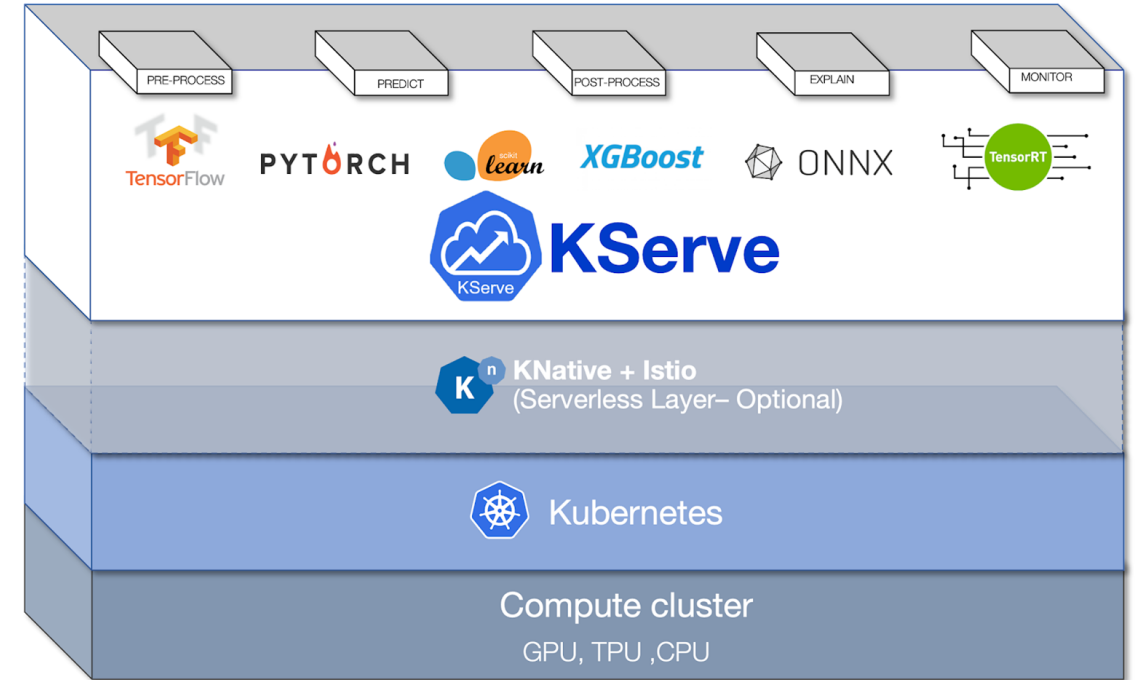 PRE-PROCESS
PREDICT
POST-PROCESS
EXPLAIN
MONITOR
TensorFlow
PYTORCH
scikit
learn
XGBoost
ONNX
TensorRT
KServe
KServe
K n KNative + Istio
(Serverless Layer– Optional)
Kubernetes
Compute cluster
GPU, TPU ,CPU